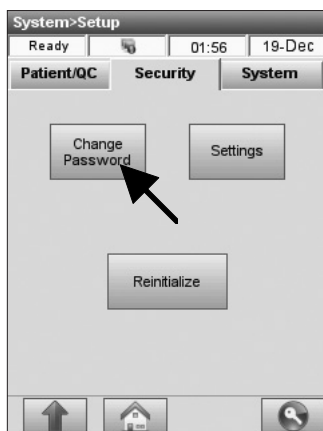 System>Setup
Ready 01:56 19-Dec
Patient/QC Security System
Change
Password
Settings
Reinitialize